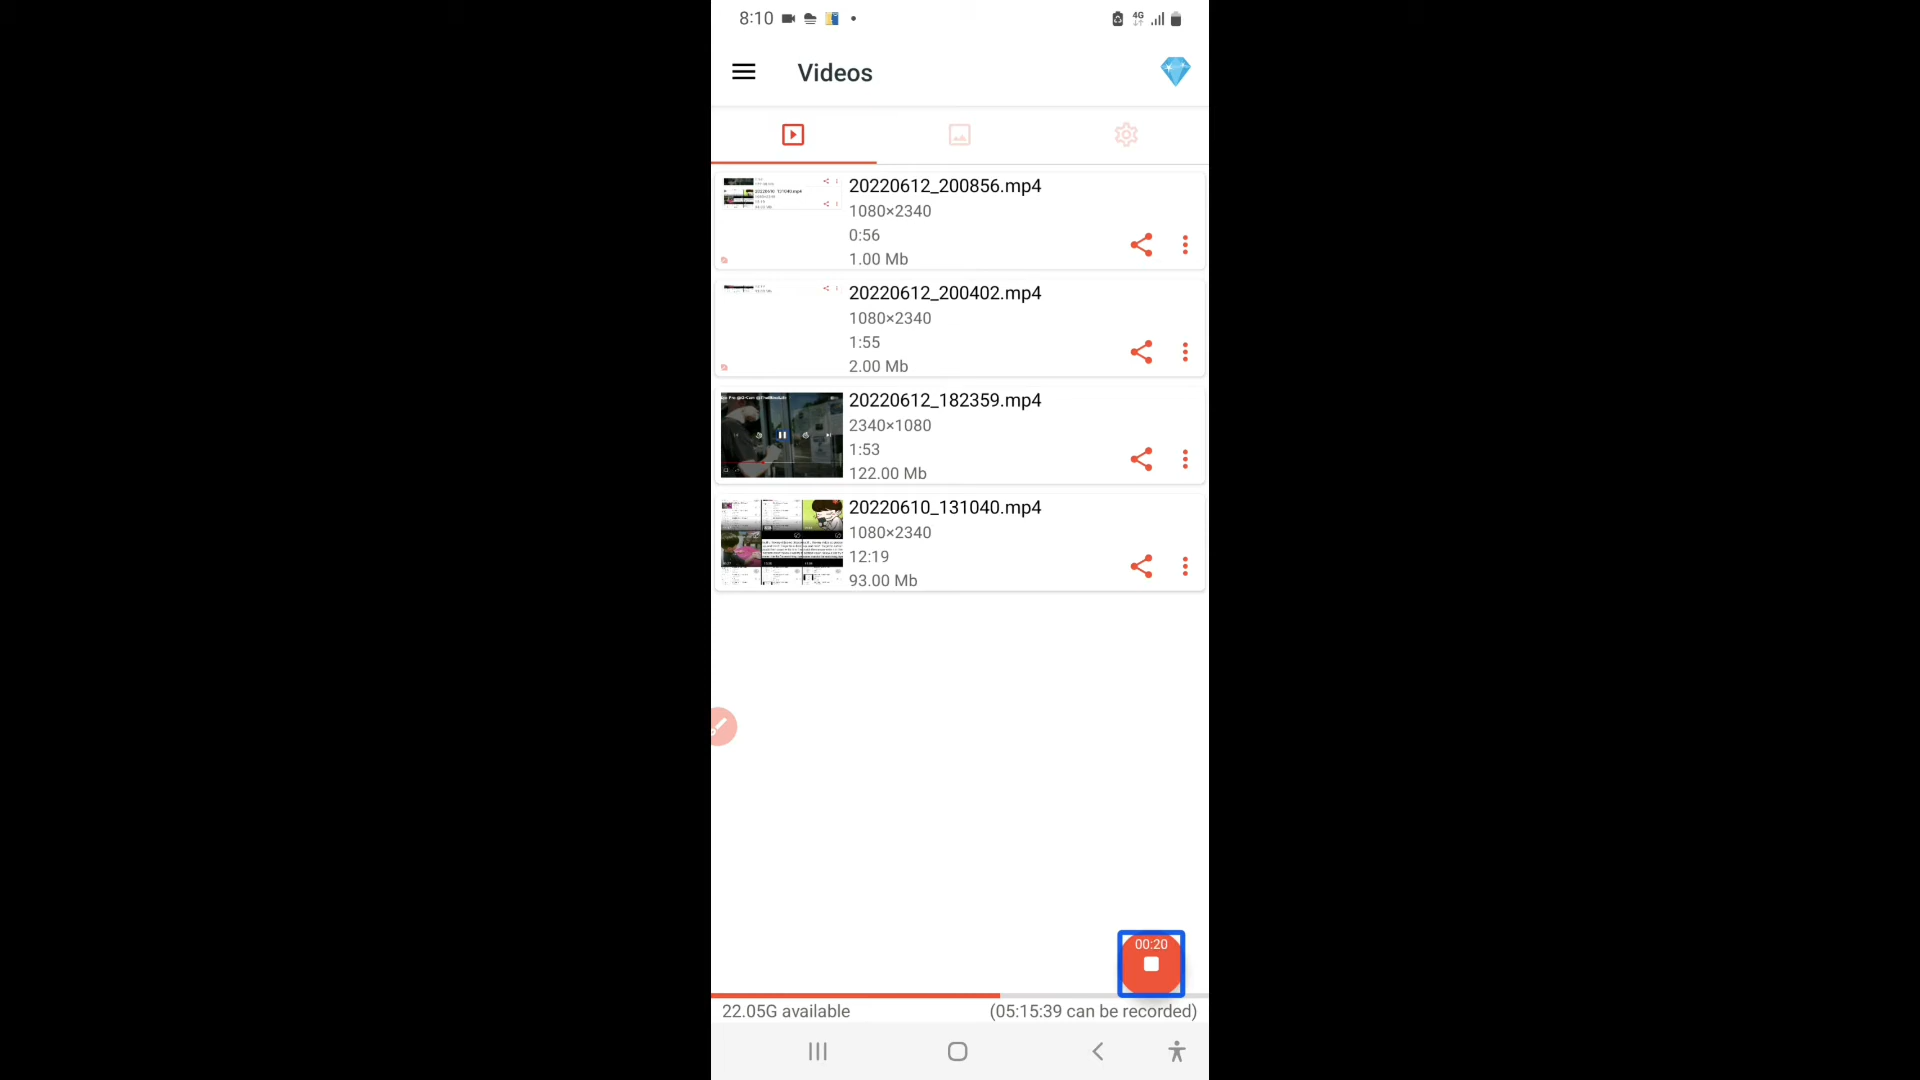 8:10
4G
Videos
20220612_200856.mp4
1080×2340
0:56
1.00 Mb
20220612_200402.mp4
1080×2340
1:55
2.00 Mb
20220612_182359.mp4
2340×1080
1:53
122.00 Mb
20220610_131040.mp4
1080×2340
12:19
93.00 Mb
00:20
22.05G available
(05:15:39 can be recorded)